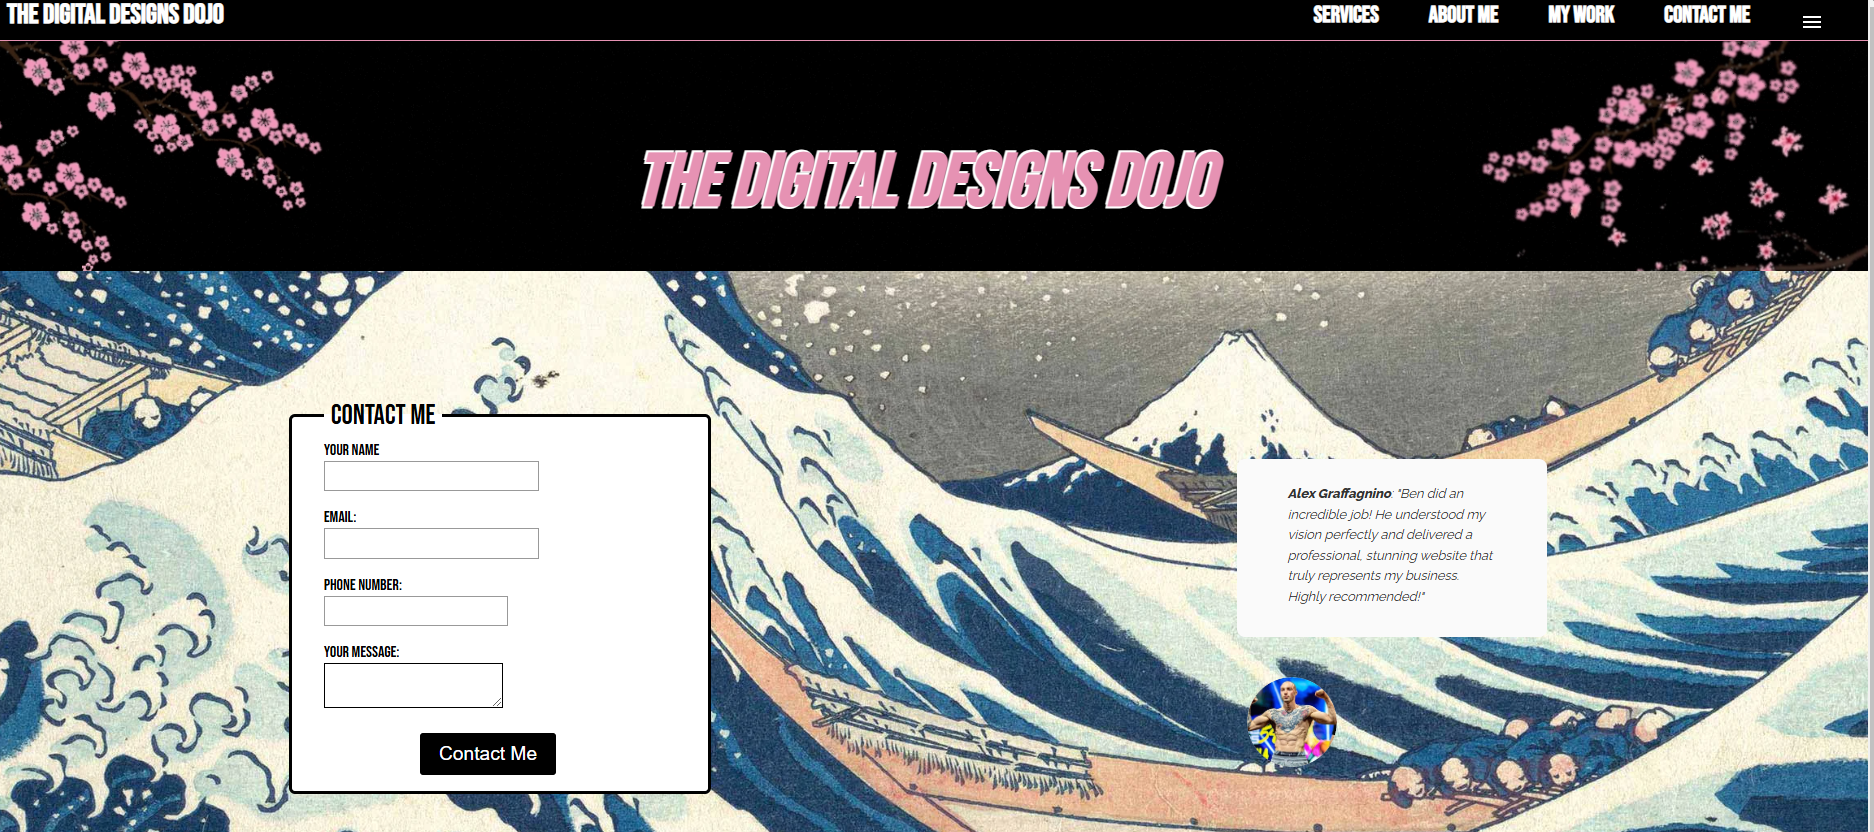 THE DIGITAL DESIGNS DOJO
SERVICES
ABOUT ME
MY WORK
CONTACT ME
THE DIGITAL DESIGNS DOJO
CONTACT ME
YOUR NAME
EMAIL:
PHONE NUMBER:
YOUR MESSAGE:
Contact Me
Alex Graffagnino: "Ben did an
incredible job! He understood my
vision perfectly and delivered a
professional, stunning website that
truly represents my business.
Highly recommended!"